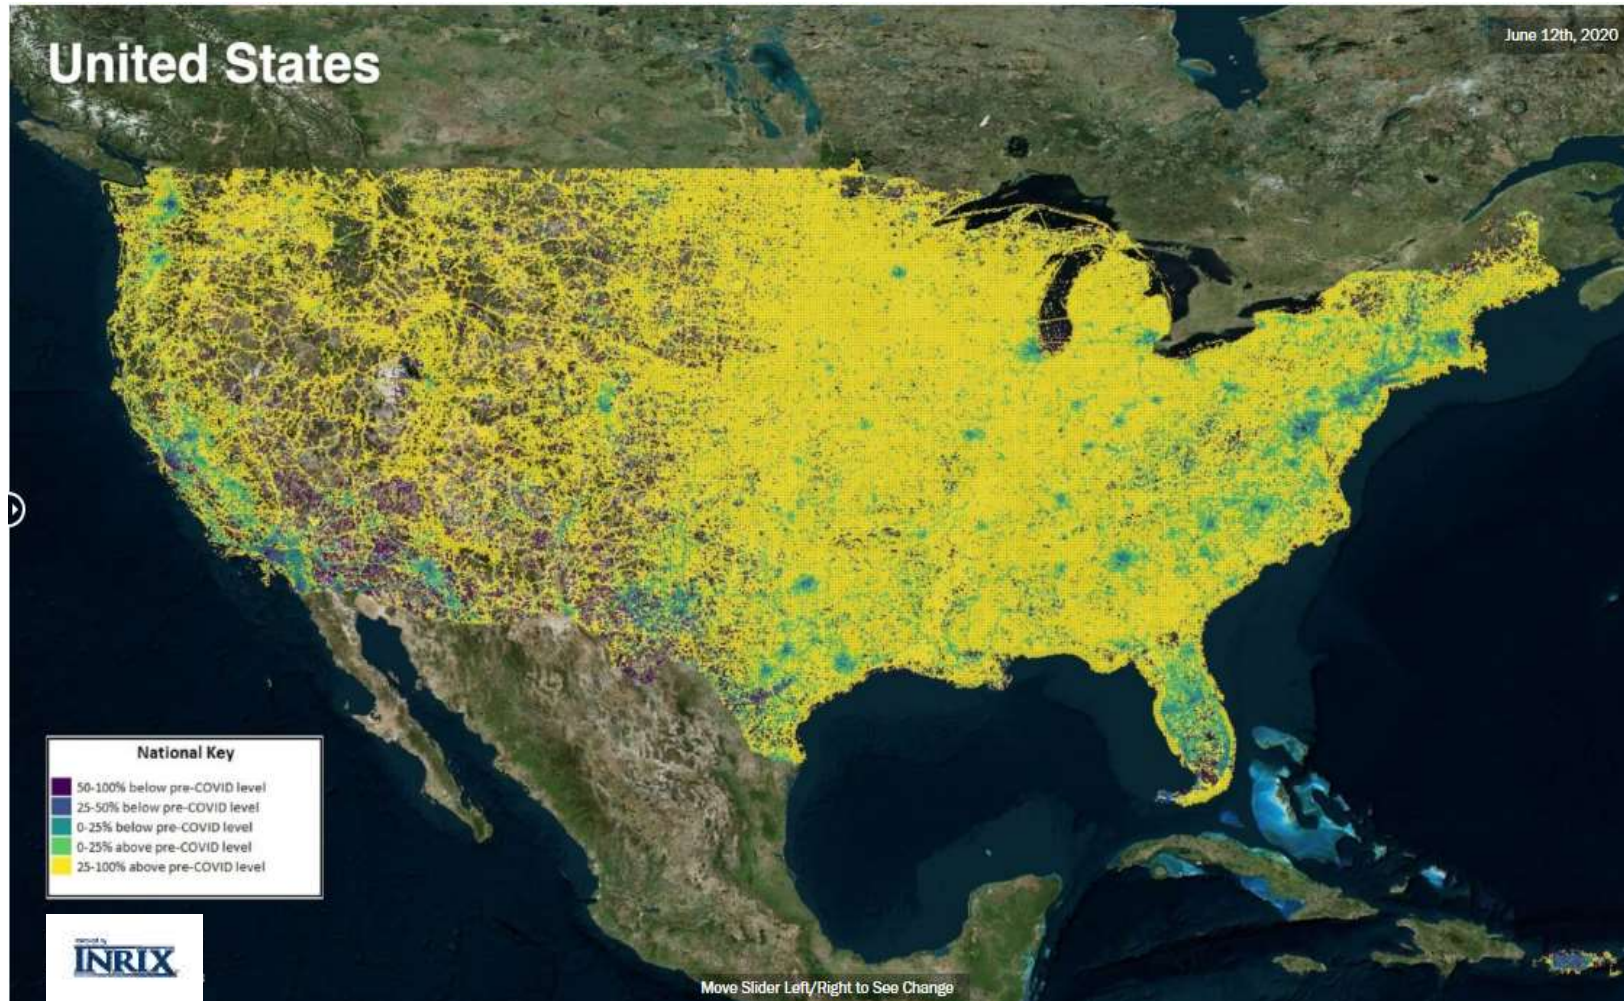 United States
June 12th, 2020
National Key
50-100% below pre-COVID level
25-50% below pre-COVID level
0-25% below pre-COVID level
0-25% above pre-COVID level
25-100% above pre-COVID level
INRIX
Move Slider Left/Right to See Change